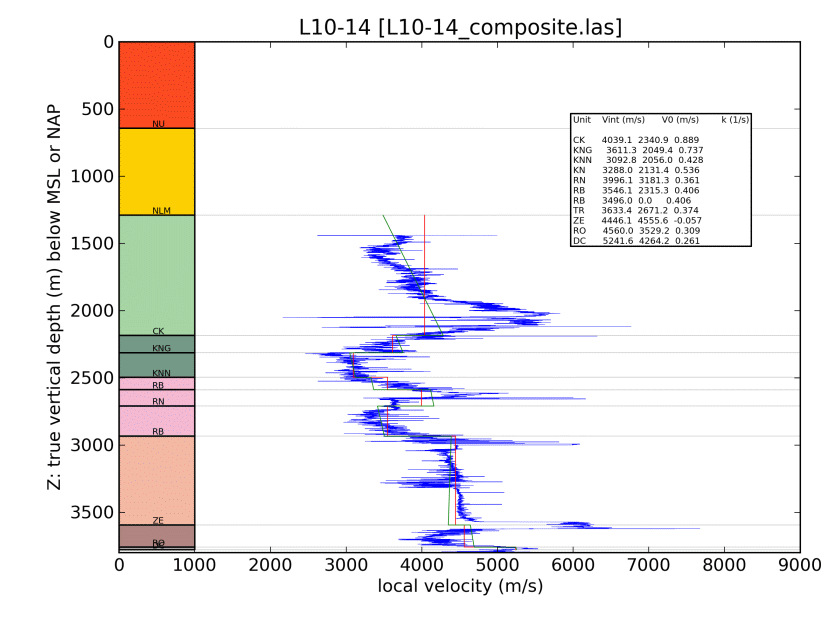 L10-14 [L10-14_composite.las]
0
500
1000
1500
2000
2500
3000
3500
Z: true vertical depth (m) below MSL or NAP
NU
NLM
CK
KNG
KNN
RB
RN
RB
ZE
RO
DC
Unit Vint (m/s) V0 (m/s) k (1/s)
CK 4039.1 2340.9 0.889
KNG 3611.3 2049.4 0.737
KNN 3092.8 2056.0 0.428
KN 3288.0 2131.4 0.536
RN 3996.1 3181.3 0.361
RB 3546.1 2315.3 0.406
RB 3496.0 0.0 0.406
TR 3633.4 2671.2 0.374
ZE 4446.1 4555.6 -0.057
RO 4560.0 3529.2 0.309
DC 5241.6 4264.2 0.261
0 1000 2000 3000 4000 5000 6000 7000 8000 9000
local velocity (m/s)